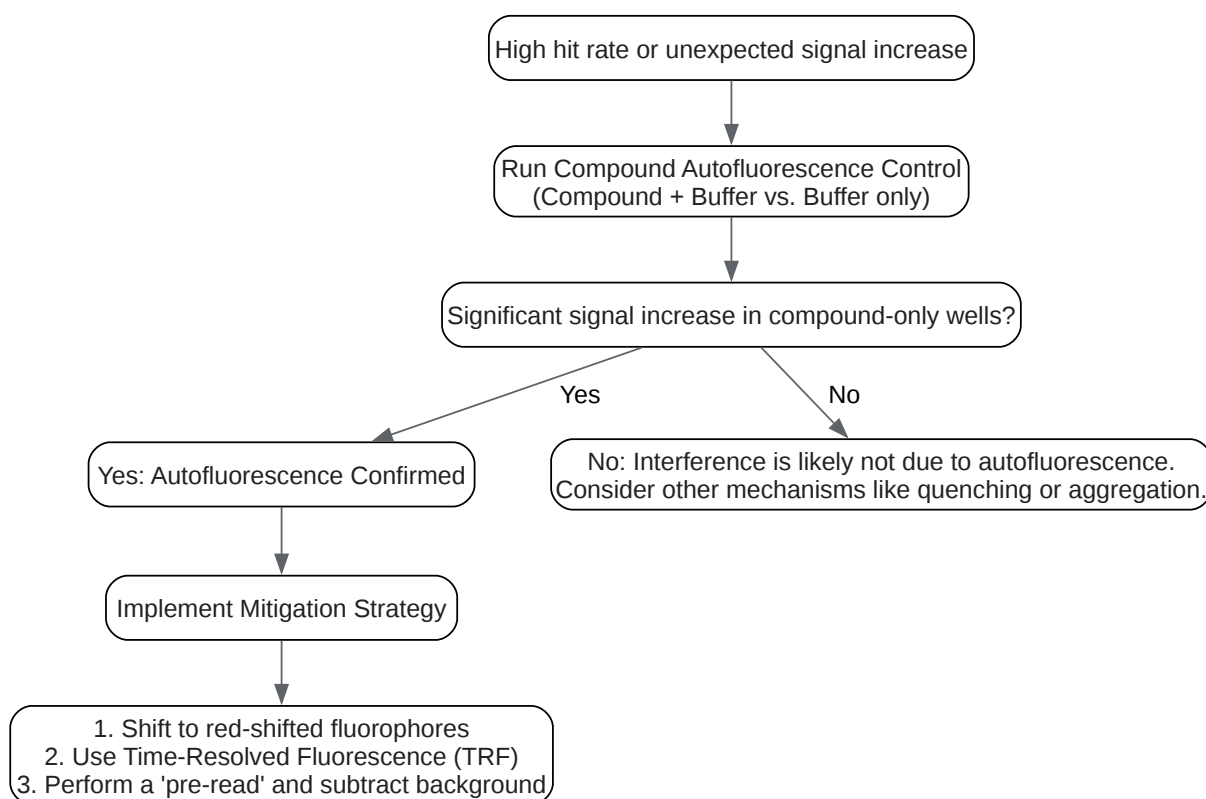 High hit rate or unexpected signal increase
Run Compound Autofluorescence Control
(Compound + Buffer vs. Buffer only)
Significant signal increase in compound-only wells?
Yes
No
Yes: Autofluorescence Confirmed
No: Interference is likely not due to autofluorescence.
Consider other mechanisms like quenching or aggregation.
Implement Mitigation Strategy
1. Shift to red-shifted fluorophores
2. Use Time-Resolved Fluorescence (TRF)
3. Perform a 'pre-read' and subtract background